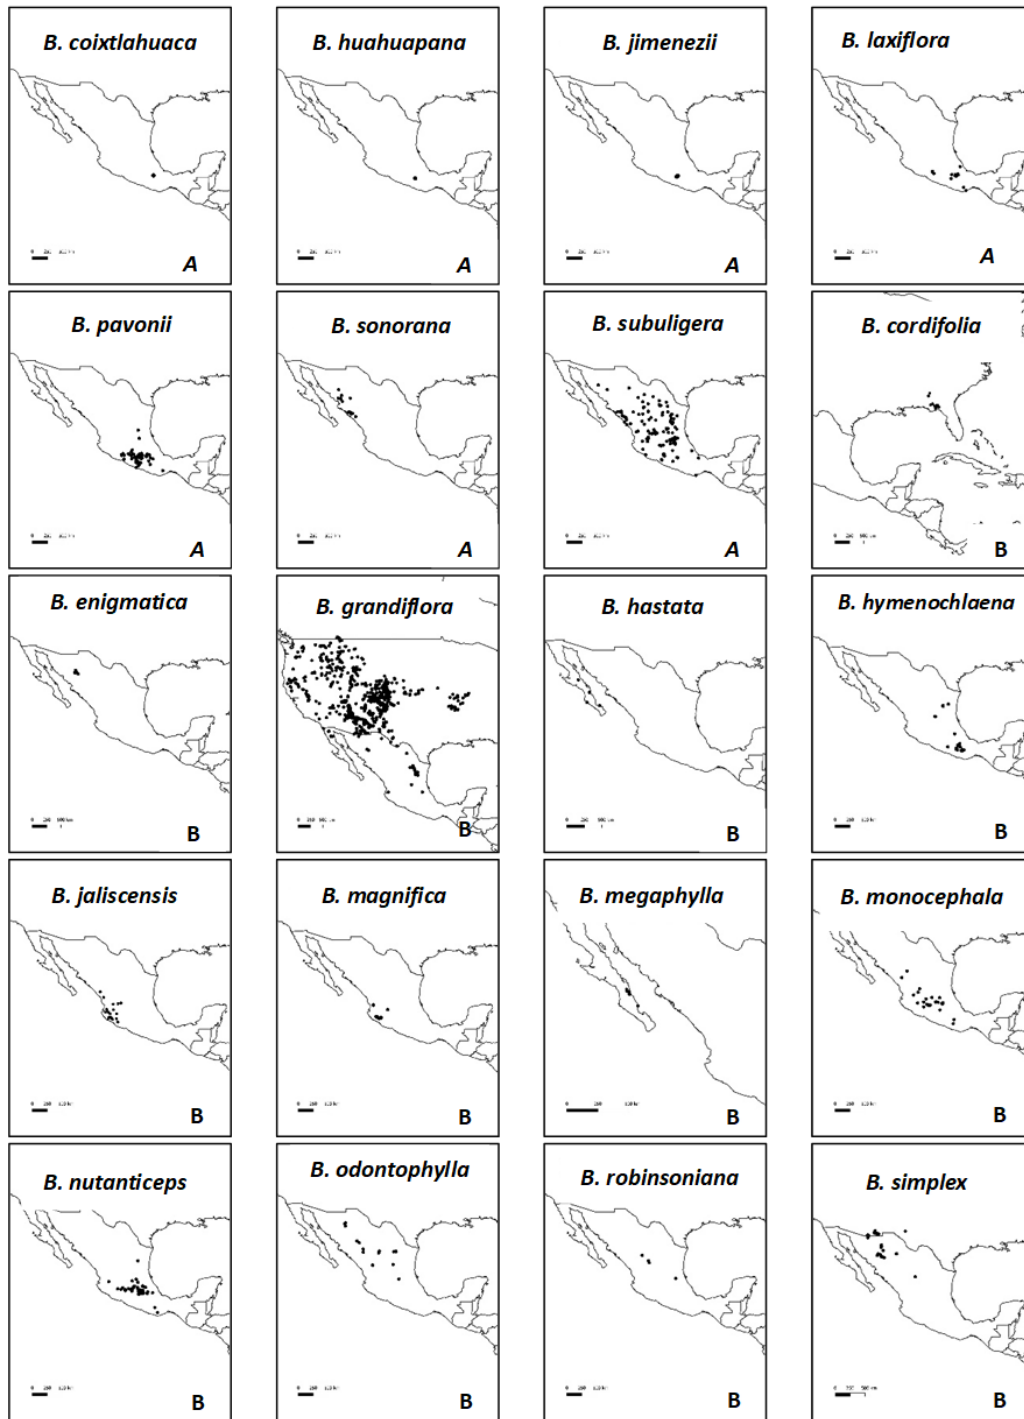 B. coixtlahuaca
B. huahuapana
B. jimenezii
B. laxiflora
A
A
A
A
B. pavonii
B. sonorana
B. subuligera
B. cordifolia
A
A
A
B
B. enigmatica
B. grandiflora
B. hastata
B. hymenochlaena
B
B
B
B
B. jaliscensis
B. magnifica
B. megaphylla
B. monocephala
B
B
B
B
B. nutanticeps
B. odontophylla
B. robinsoniana
B. simplex
B
B
B
B